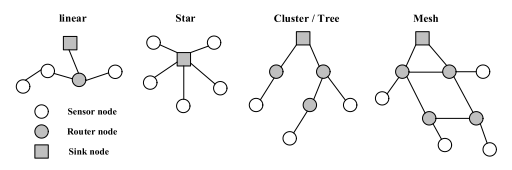 linear
Star
Cluster / Tree
Mesh
Sensor node
Router node
Sink node